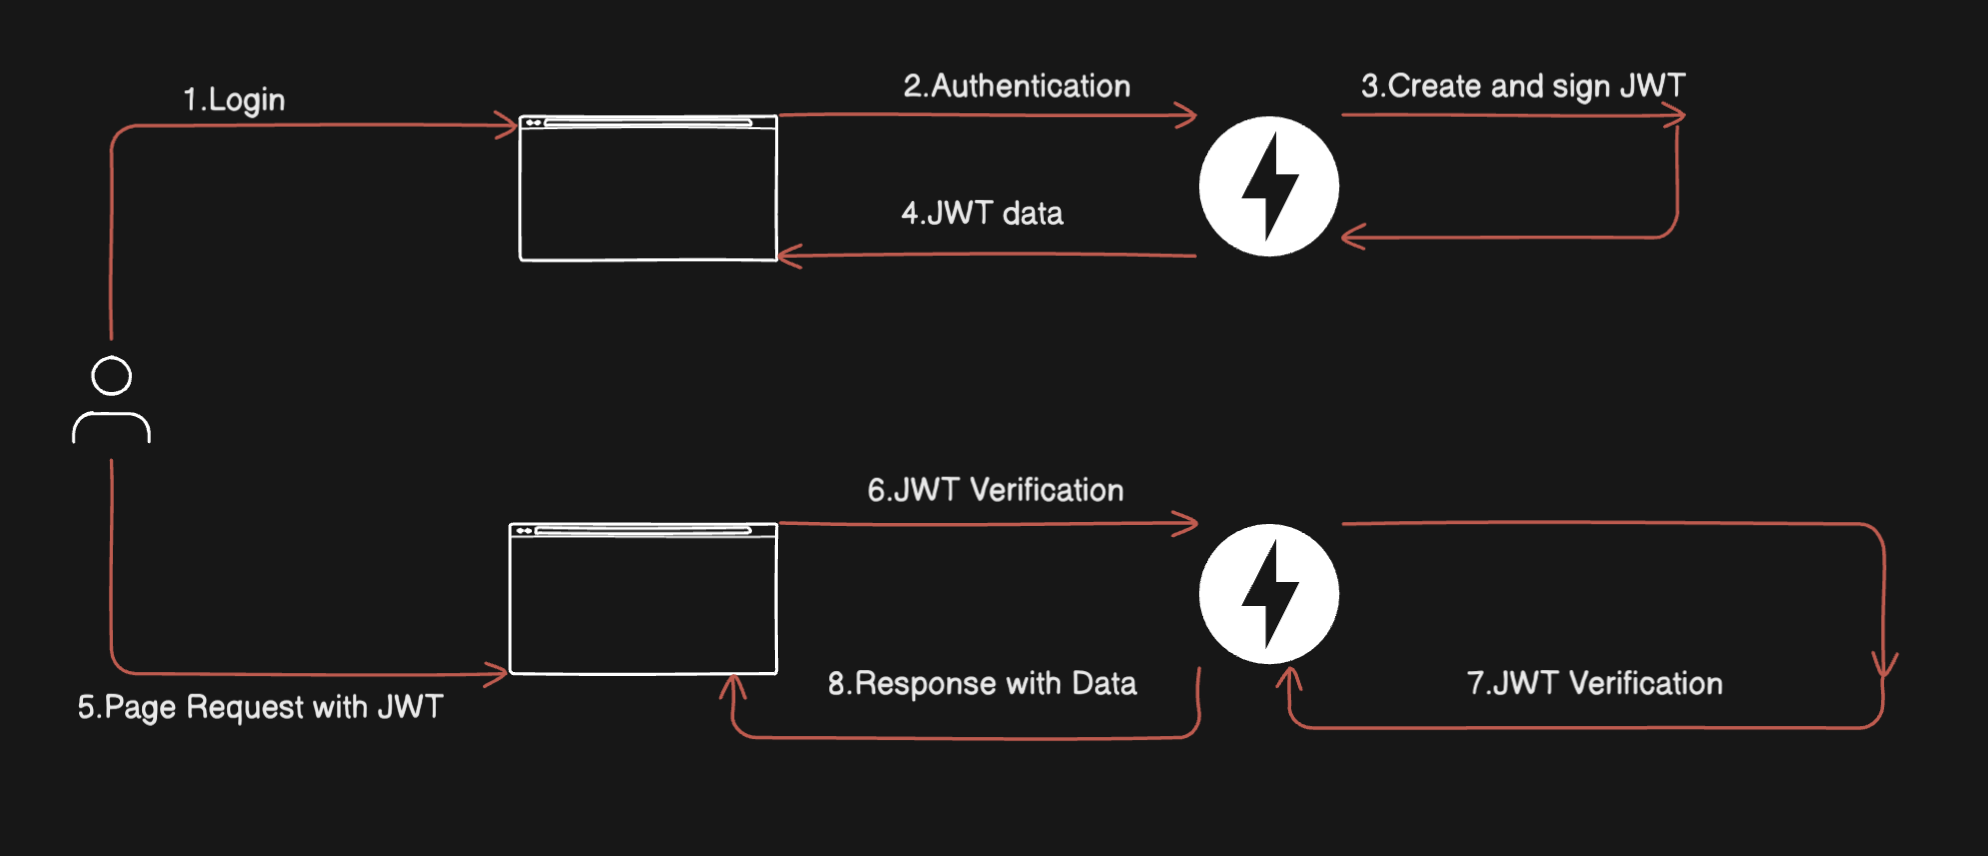 1.Login
2.Authentication
3.Create and sign JWT
4.JWT data
5.Page Request with JWT
6.JWT Verification
7.JWT Verification
8.Response with Data